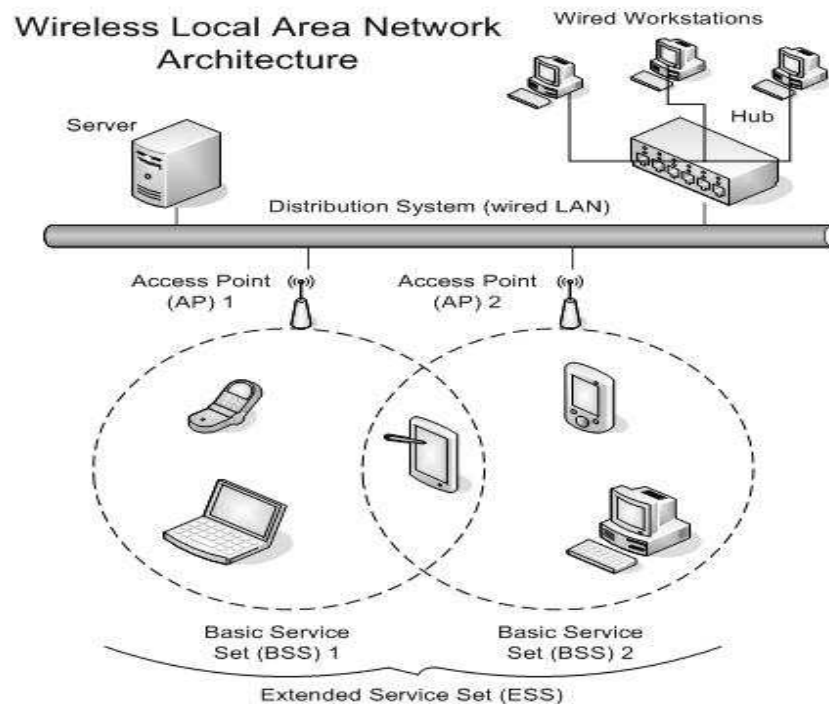 Wireless Local Area Network
Architecture
Wired Workstations
Server
Hub
Distribution System (wired LAN)
Access Point
(AP) 1
Access Point
(AP) 2
Basic Service
Set (BSS) 1
Basic Service
Set (BSS) 2
Extended Service Set (ESS)